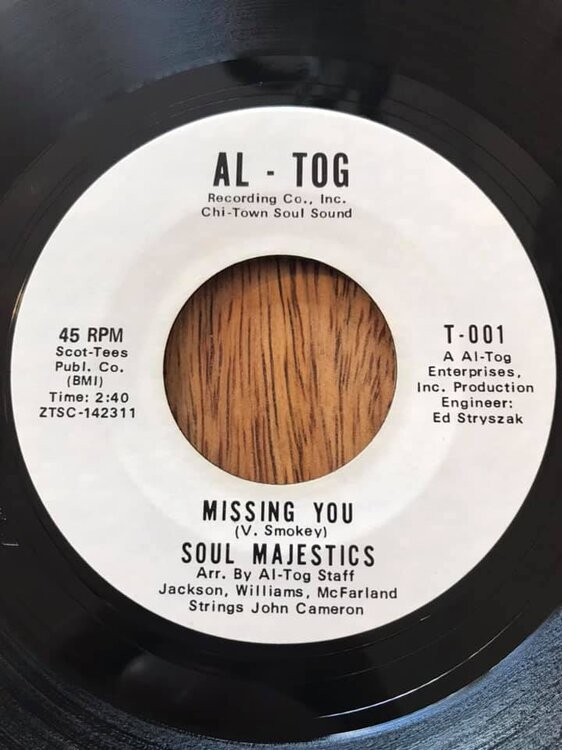 AL - TOG
Recording Co., Inc.
Chi-Town Soul Sound
45 RPM
Scot-Tees
Publ. Co.
(BMI)
Time: 2:40
ZTSC-142311
T-001
A Al-Tog
Enterprises,
Inc. Production
Engineer:
Ed Stryszak
MISSING YOU
(V. Smokey)
SOUL MAJESTICS
Arr. By Al-Tog Staff
Jackson, Williams, McFarland
Strings John Cameron